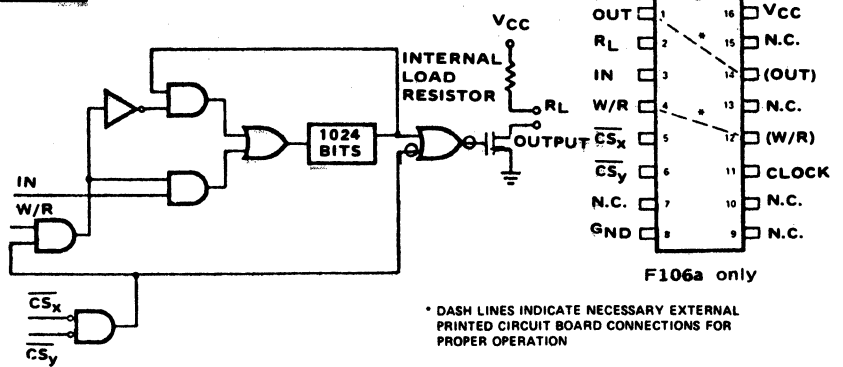 VCC
INTERNAL
LOAD
RESISTOR
RL
OUTPUT
1024
BITS
IN
W/R
CSx
CSy
OUT 1 16 VCC
RL 2 15 N.C.
IN 3 14 (OUT)
W/R 4 13 N.C.
CSx 5 12 (W/R)
CSy 6 11 CLOCK
N.C. 7 10 N.C.
GND 8 9 N.C.
*
*
F106a only
* DASH LINES INDICATE NECESSARY EXTERNAL
PRINTED CIRCUIT BOARD CONNECTIONS FOR
PROPER OPERATION